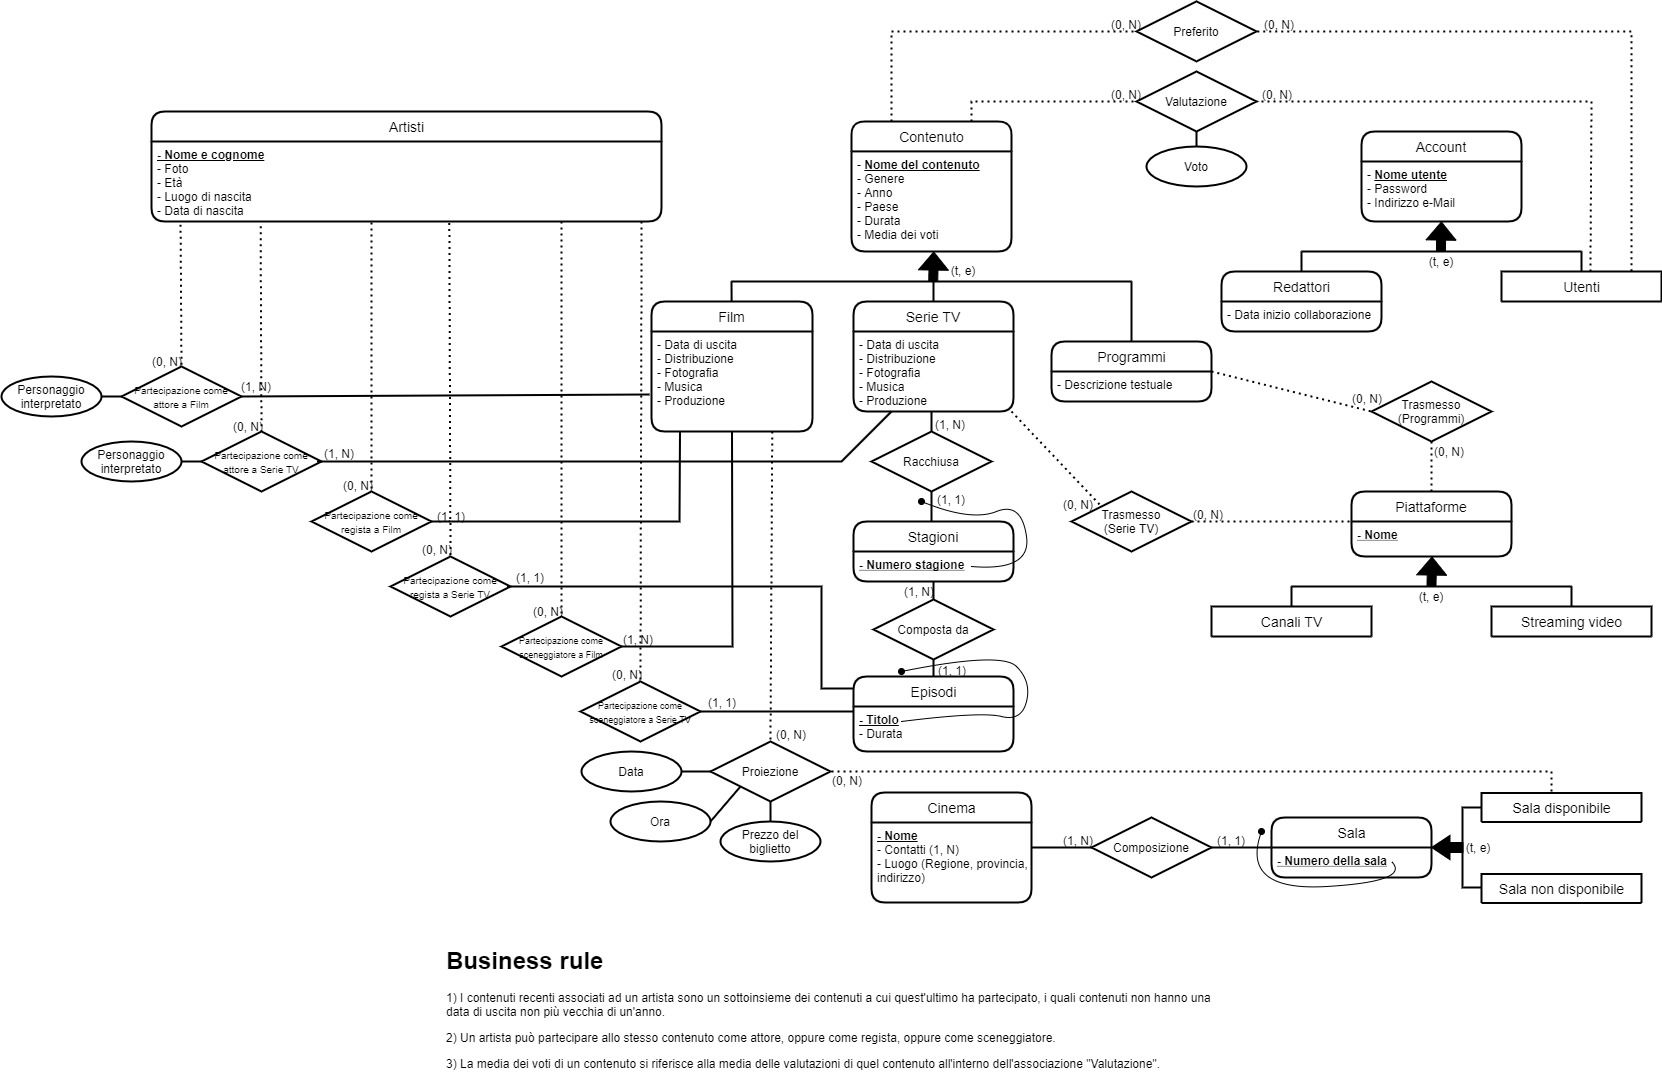 (0, N)
Preferito
(0, N)
(0, N)
Valutazione
(0, N)
Voto
Artisti
- Nome e cognome
- Foto
- Età
- Luogo di nascita
- Data di nascita
Contenuto
- Nome del contenuto
- Genere
- Anno
- Paese
- Durata
- Media dei voti
(t, e)
Account
- Nome utente
- Password
- Indirizzo e-Mail
(t, e)
Redattori
- Data inizio collaborazione
Utenti
Film
- Data di uscita
- Distribuzione
- Fotografia
- Musica
- Produzione
Serie TV
- Data di uscita
- Distribuzione
- Fotografia
- Musica
- Produzione
Programmi
- Descrizione testuale
(0, N)
Trasmesso
(Programmi)
(0, N)
(0, N)
Personaggio
interpretato
Partecipazione come
attore a Film
(1, N)
(0, N)
Personaggio
interpretato
Partecipazione come
attore a Serie TV
(1, N)
(1, N)
Racchiusa
(1, 1)
(0, N)
Partecipazione come
regista a Film
(1, 1)
(0, N)
Trasmesso
(Serie TV)
(0, N)
Piattaforme
- Nome
(t, e)
Canali TV
Streaming video
Stagioni
- Numero stagione
(1, N)
Composta da
(1, 1)
(0, N)
Partecipazione come
regista a Serie TV
(1, 1)
(0, N)
Partecipazione come
sceneggiatore a Film
(1, N)
(0, N)
Partecipazione come
sceneggiatore a Serie TV
(1, 1)
Episodi
- Titolo
- Durata
(0, N)
Data
Proiezione
(0, N)
Ora
Prezzo del
biglietto
Cinema
- Nome
- Contatti (1, N)
- Luogo (Regione, provincia,
indirizzo)
(1, N)
Composizione
(1, 1)
Sala
- Numero della sala
(t, e)
Sala disponibile
Sala non disponibile
Business rule
1) I contenuti recenti associati ad un artista sono un sottoinsieme dei contenuti a cui quest'ultimo ha partecipato, i quali contenuti non hanno una
data di uscita non più vecchia di un'anno.
2) Un artista può partecipare allo stesso contenuto come attore, oppure come regista, oppure come sceneggiatore.
3) La media dei voti di un contenuto si riferisce alla media delle valutazioni di quel contenuto all'interno dell'associazione "Valutazione".